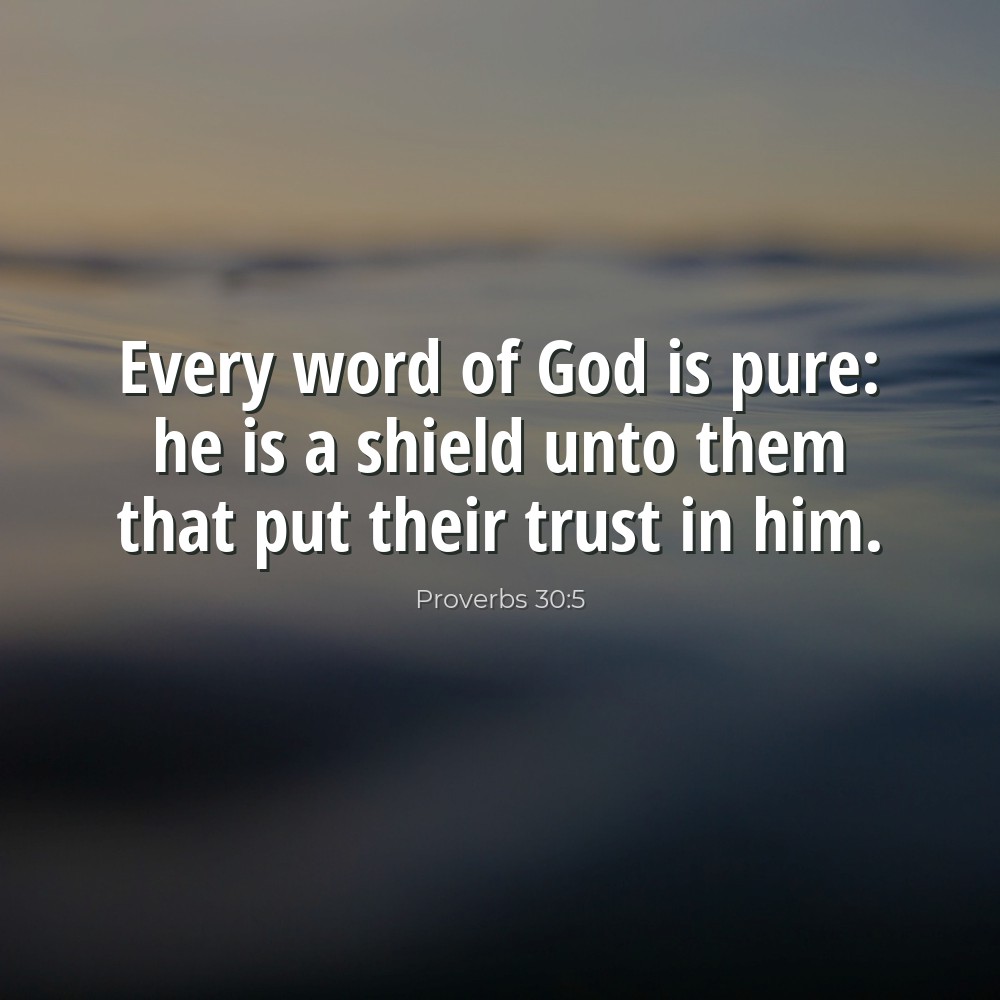 Every word of God is pure:
he is a shield unto them
that put their trust in him.
Proverbs 30:5